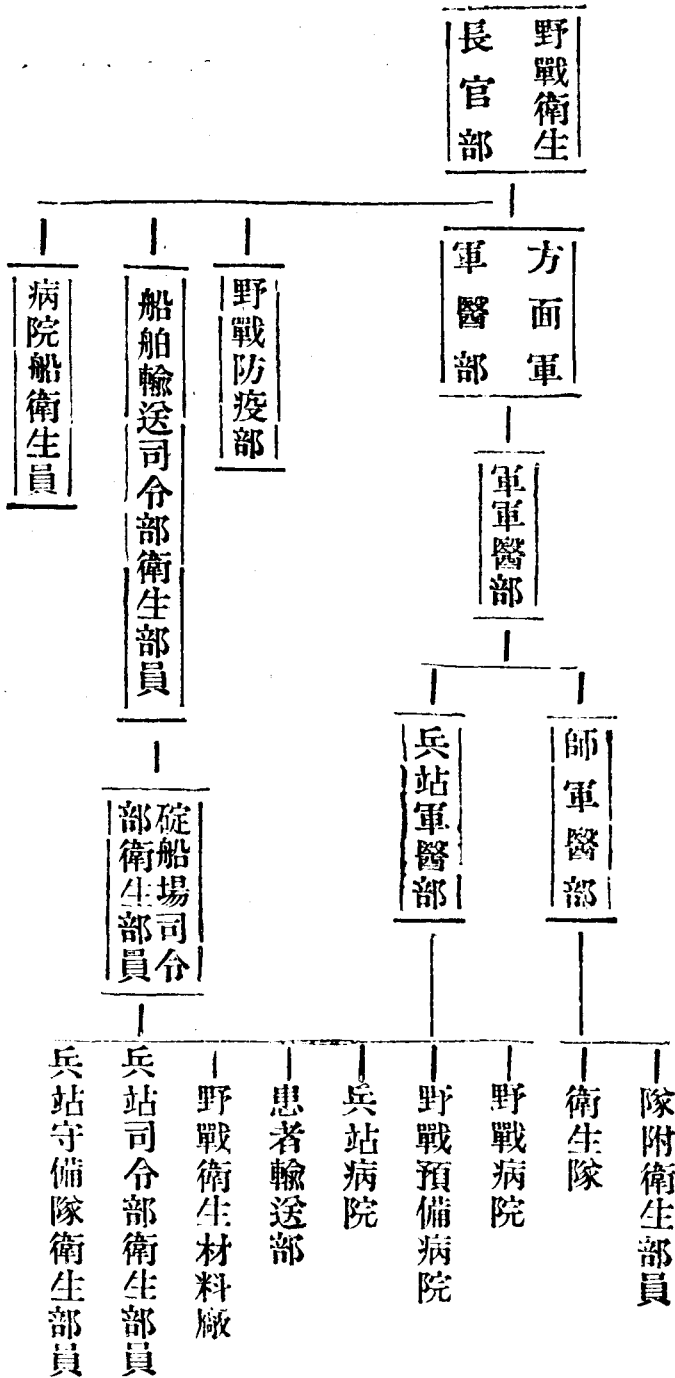 野戰衛生
長官部
方面軍
軍醫部
野戰防疫部
船舶輸送司令部衛生部員
病院船衛生員
軍軍醫部
師軍醫部
兵站軍醫部
碇船場司令
部衛生部員
隊附衛生部員
衛生隊
野戰病院
野戰預備病院
兵站病院
患者輸送部
野戰衛生材料廠
兵站司令部衛生部員
兵站守備隊衛生部員